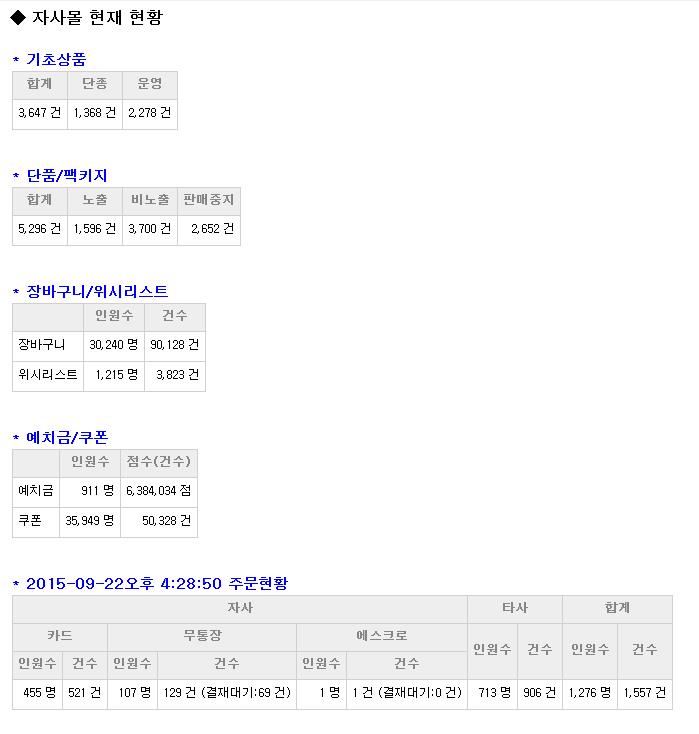 ◆ 자사몰 현재 현황
* 기초상품
합계 단종 운영
3,647 건 1,368 건 2,278 건
* 단품/팩키지
합계 노출 비노출 판매중지
5,296 건 1,596 건 3,700 건 2,652 건
* 장바구니/위시리스트
인원수 건수
장바구니 30,240 명 90,128 건
위시리스트 1,215 명 3,823 건
* 예치금/쿠폰
인원수 점수(건수)
예치금 911 명 6,384,034 점
쿠폰 35,949 명 50,328 건
* 2015-09-22오후 4:28:50 주문현황
자사 타사 합계
카드 무통장 에스크로 인원수 건수 인원수 건수
인원수 건수 인원수 건수 인원수 건수
455 명 521 건 107 명 129 건 (결재대기:69 건) 1 명 1 건 (결재대기:0 건) 713 명 906 건 1,276 명 1,557 건